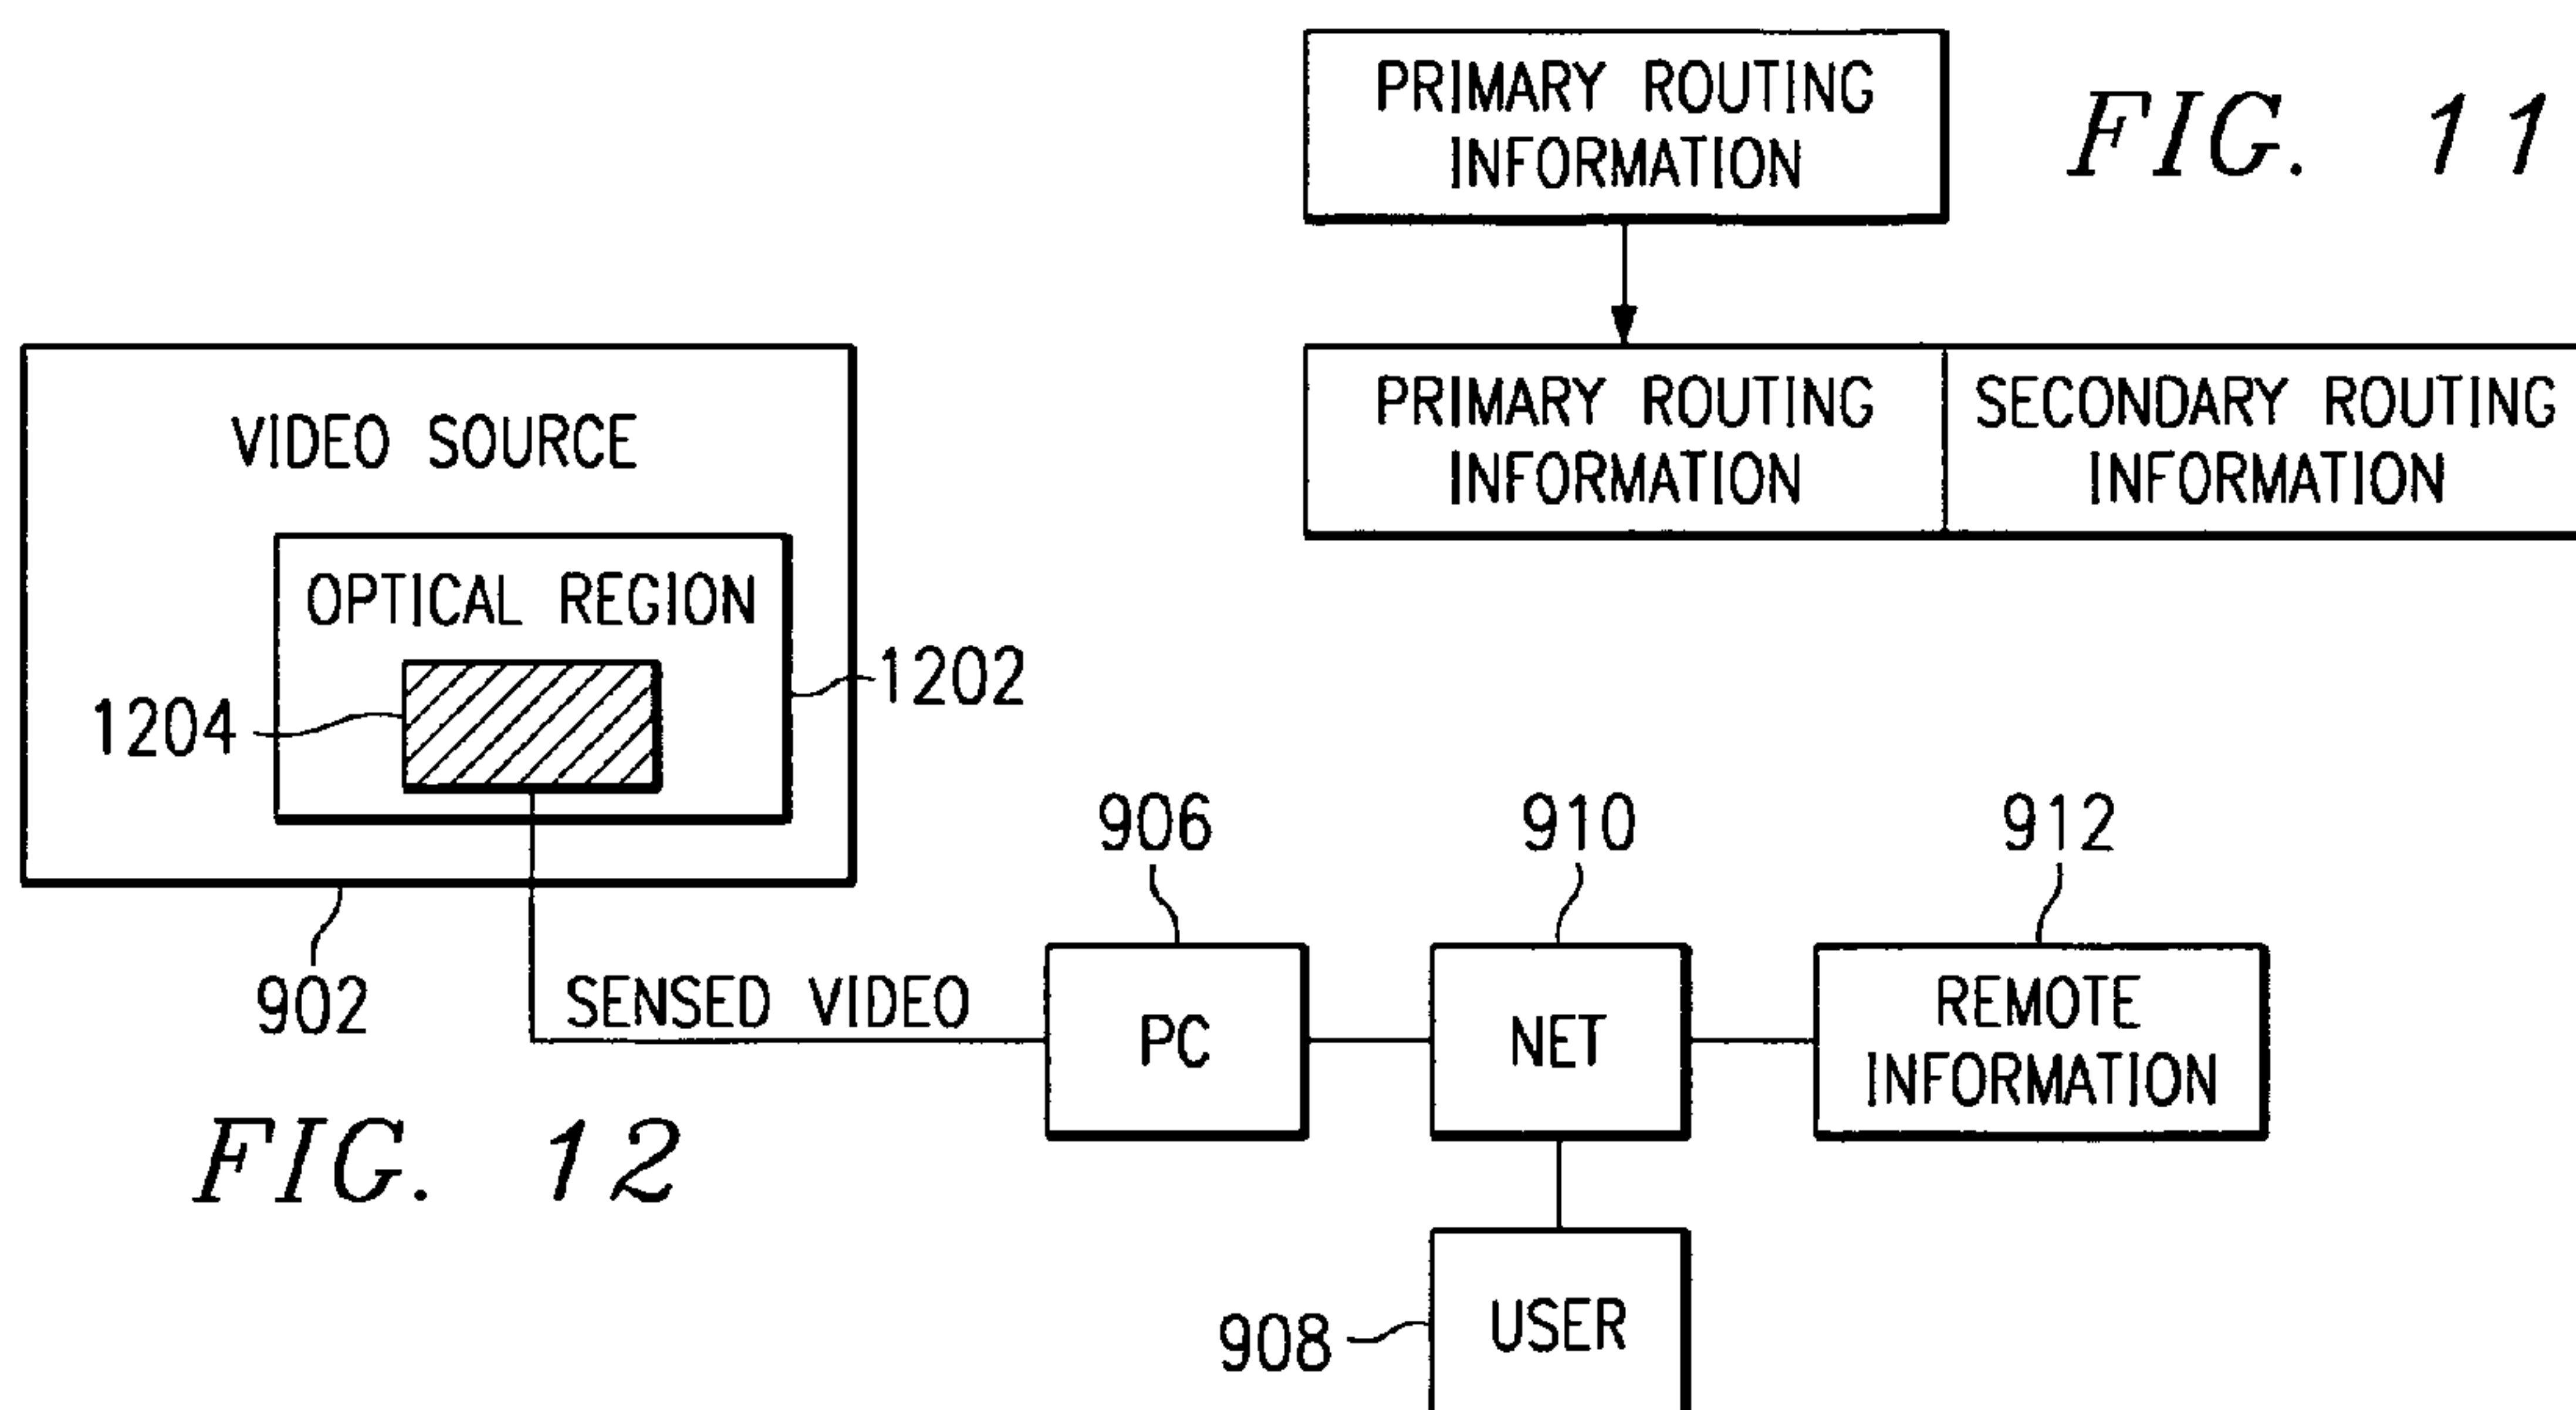 PRIMARY ROUTING
INFORMATION
FIG. 11
PRIMARY ROUTING
INFORMATION
SECONDARY ROUTING
INFORMATION
VIDEO SOURCE
OPTICAL REGION
1202
1204
902
SENSED VIDEO
906
PC
910
NET
912
REMOTE
INFORMATION
908
USER
FIG. 12